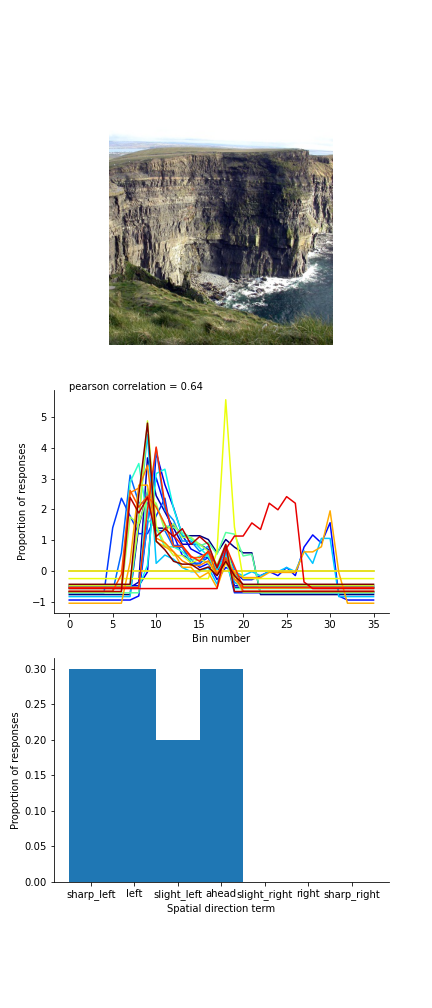 pearson correlation = 0.64
Proportion of responses
5
4
3
2
1
0
−1
0 5 10 15 20 25 30 35
Bin number
Proportion of responses
0.30
0.25
0.20
0.15
0.10
0.05
0.00
sharp_left left slight_left ahead slight_right right sharp_right
Spatial direction term